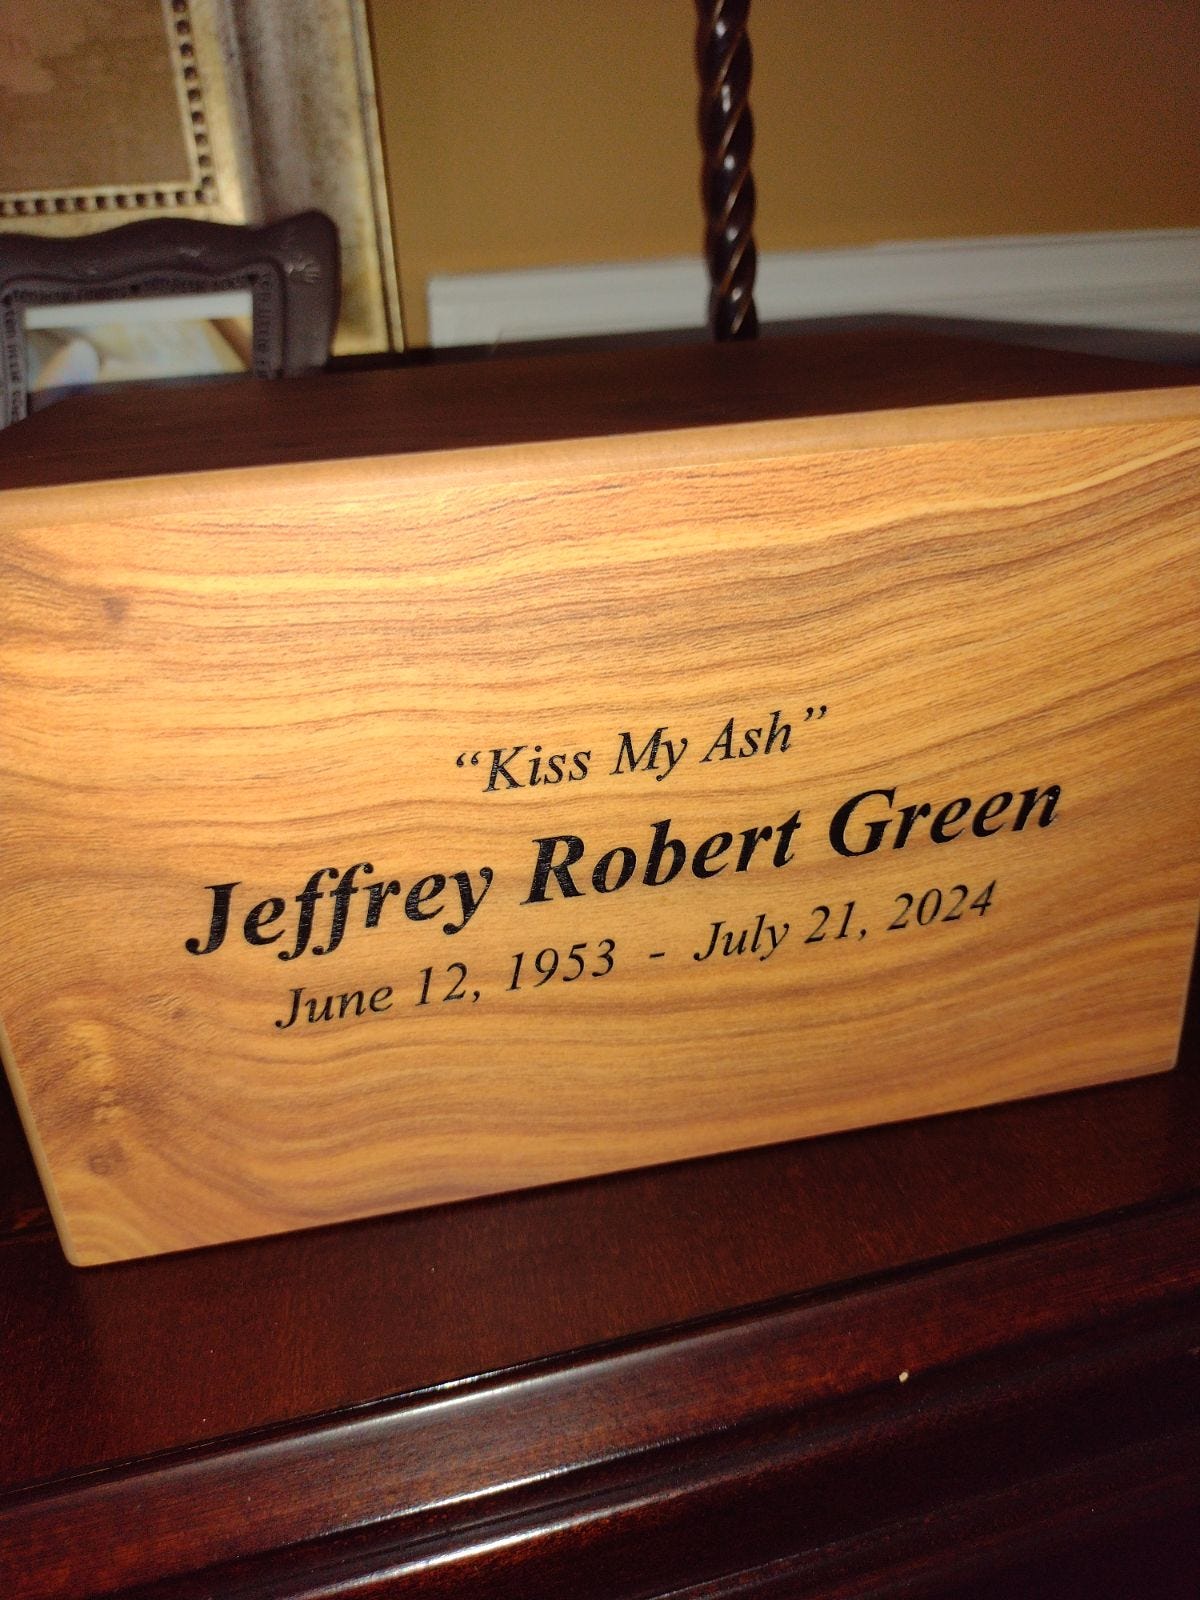 “Kiss My Ash”
Jeffrey Robert Green
June 12, 1953 - July 21, 2024